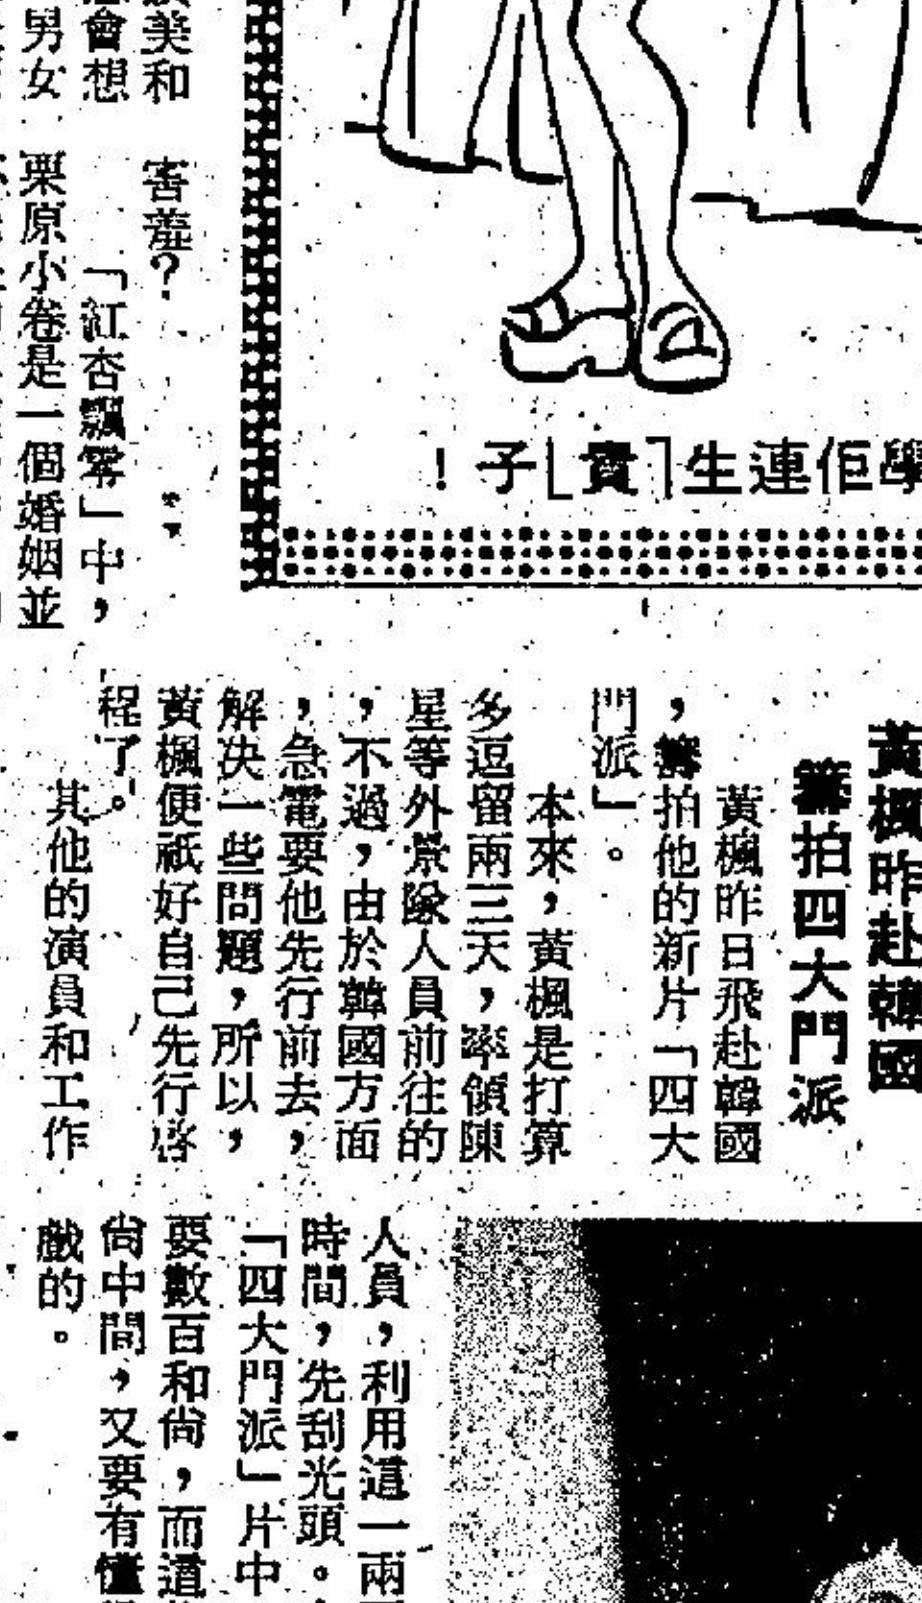 美和
會想
男女
害羞?
「紅杏飄零」中,
栗原小卷是一個婚姻並
學佢連生「寶」子!
黃楓昨赴韓國
籌拍四大門派
黃楓昨日飛赴韓國
,籌拍他的新片「四大
門派」。
本來,黃楓是打算
多逗留兩三天,率領陳
星等外景隊人員前往的
,不過,由於韓國方面
,急電要他先行前去,
解決一些問題,所以,
黃楓便祇好自己先行啓
程了。
其他的演員和工作
人員,利用這一兩
時間,先刮光頭。
「四大門派」片中
要數百和尚,而這
尚中間,又要有懂
戲的。